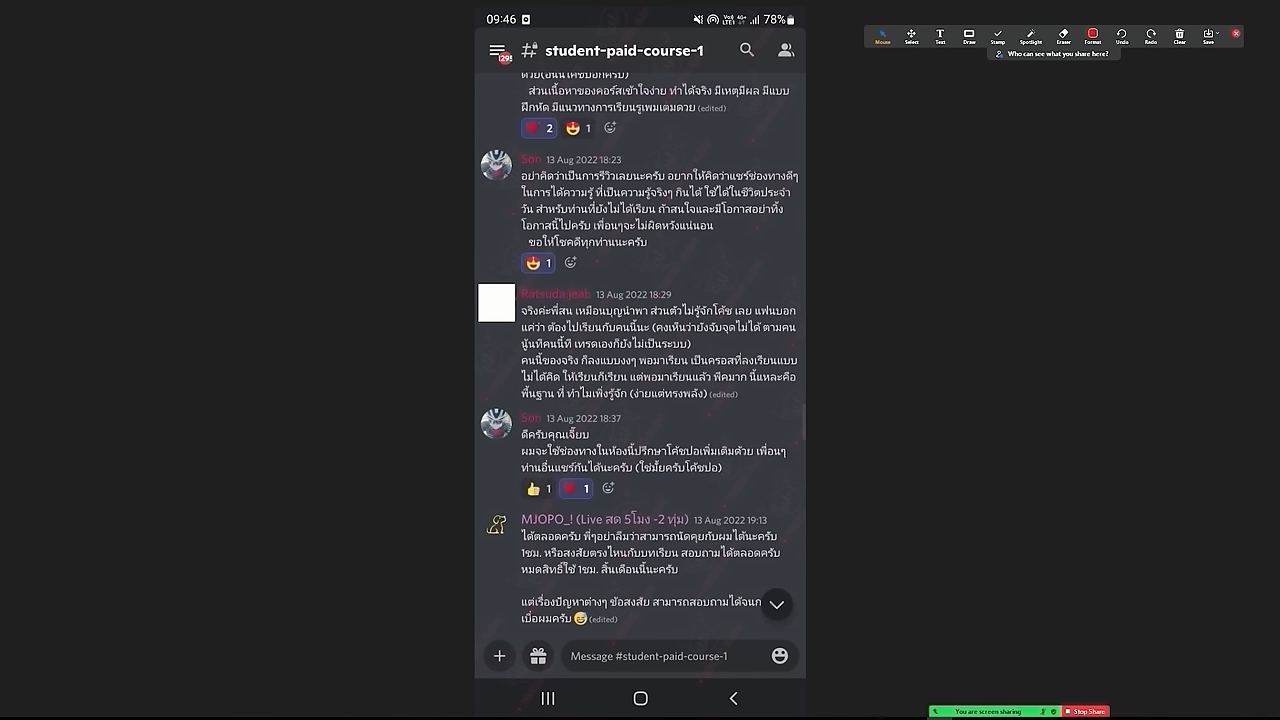 09:46
78%
Mouse Select Text Draw Stamp Spotlight Eraser Format Undo Redo Clear Save
Who can see what you share here?
# student-paid-course-1
ส่วนเนื้อหาของคอร์สเข้าใจง่าย ทำได้จริง มีเหตุมีผล มีแบบ
ฝึกหัด มีแนวทางการเรียนรู้เพิ่มเติมด้วย (edited)
2 1
Son 13 Aug 2022 18:23
อย่าคิดว่าเป็นการรีวิวเลยนะครับ อยากให้คิดว่าแชร์ช่องทางดีๆ
ในการได้ความรู้ ที่เป็นความรู้จริงๆ กินได้ ใช้ได้ในชีวิตประจำ
วัน สำหรับท่านที่ยังไม่ได้เรียน ถ้าสนใจและมีโอกาสอย่าทิ้ง
โอกาสนี้ไปครับ เพื่อนๆจะไม่ผิดหวังแน่นอน
ขอให้โชคดีทุกท่านนะครับ
1
Ratsuda jeab 13 Aug 2022 18:29
จริงค่ะพี่สน เหมือนบุญนำพา ส่วนตัวไม่รู้จักโค้ช เลย แฟนบอก
แค่ว่า ต้องไปเรียนกับคนนี้นะ (คงเห็นว่ายังจับจุดไม่ได้ ตามคน
นู้นทีคนนี้ที เทรดเองก็ยังไม่เป็นระบบ)
คนนี้ของจริง ก็ลงแบบงงๆ พอมาเรียน เป็นครอสที่ลงเรียนแบบ
ไม่ได้คิด ให้เรียนก็เรียน แต่พอมาเรียนแล้ว พีคมาก นี้แหละคือ
พื้นฐาน ที่ ทำไมเพิ่งรู้จัก (ง่ายแต่ทรงพลัง) (edited)
Son 13 Aug 2022 18:37
ดีครับคุณเจี๊ยบ
ผมจะใช้ช่องทางในห้องนี้ปรึกษาโค้ชปอเพิ่มเติมด้วย เพื่อนๆ
ท่านอื่นแชร์กันได้นะครับ (ใช่มั้ยครับโค้ชปอ)
1 1
MJOPO_! (Live สด 5โมง -2 ทุ่ม) 13 Aug 2022 19:13
ได้ตลอดครับ พี่ๆอย่าลืมว่าสามารถนัดคุยกับผมได้นะครับ
1ชม. หรือสงสัยตรงไหนกับบทเรียน สอบถามได้ตลอดครับ
หมดสิทธิ์ใช้ 1ชม. สิ้นเดือนนี้นะครับ
แต่เรื่องปัญหาต่างๆ ข้อสงสัย สามารถสอบถามได้จน
เบื่อผมครับ (edited)
Message #student-paid-course-1
You are screen sharing Stop Share